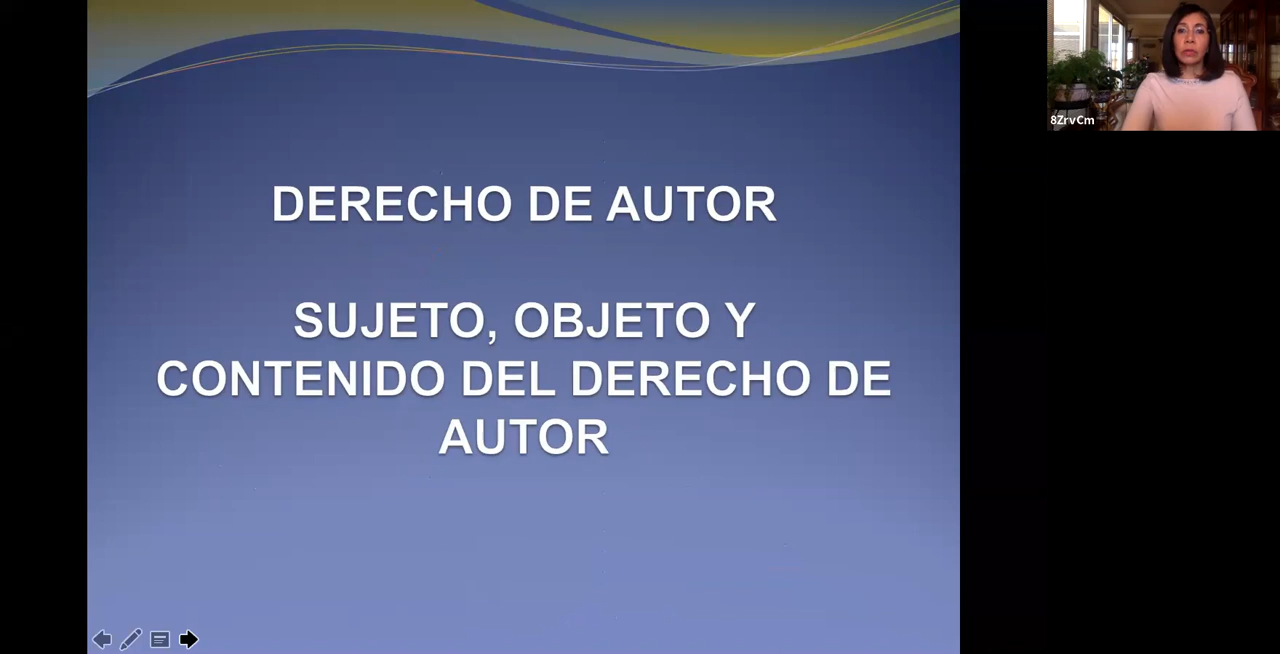 DERECHO DE AUTOR
SUJETO, OBJETO Y
CONTENIDO DEL DERECHO DE
AUTOR
8ZrvCm